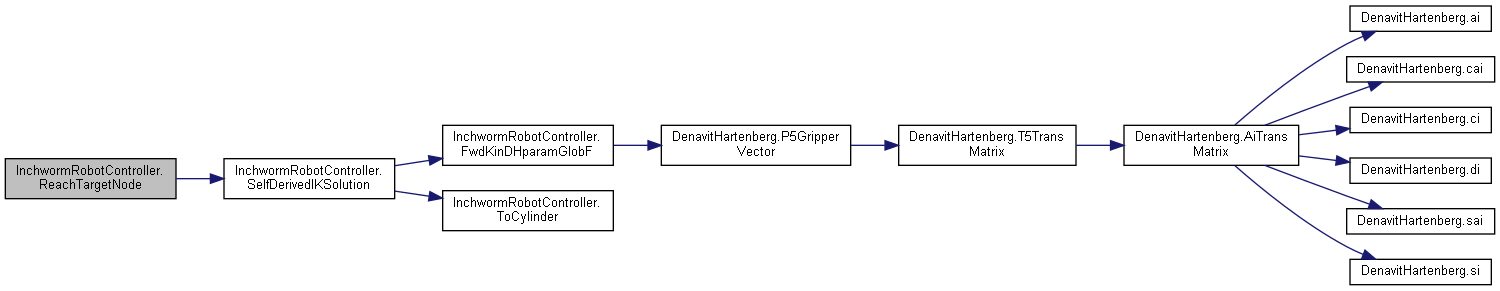 InchwormRobotController.
ReachTargetNode
InchwormRobotController.
SelfDerivedIKSolution
InchwormRobotController.
FwdKinDHparamGlobF
InchwormRobotController.
ToCylinder
DenavitHartenberg.P5Gripper
Vector
DenavitHartenberg.T5Trans
Matrix
DenavitHartenberg.AiTrans
Matrix
DenavitHartenberg.ai
DenavitHartenberg.cai
DenavitHartenberg.ci
DenavitHartenberg.di
DenavitHartenberg.sai
DenavitHartenberg.si